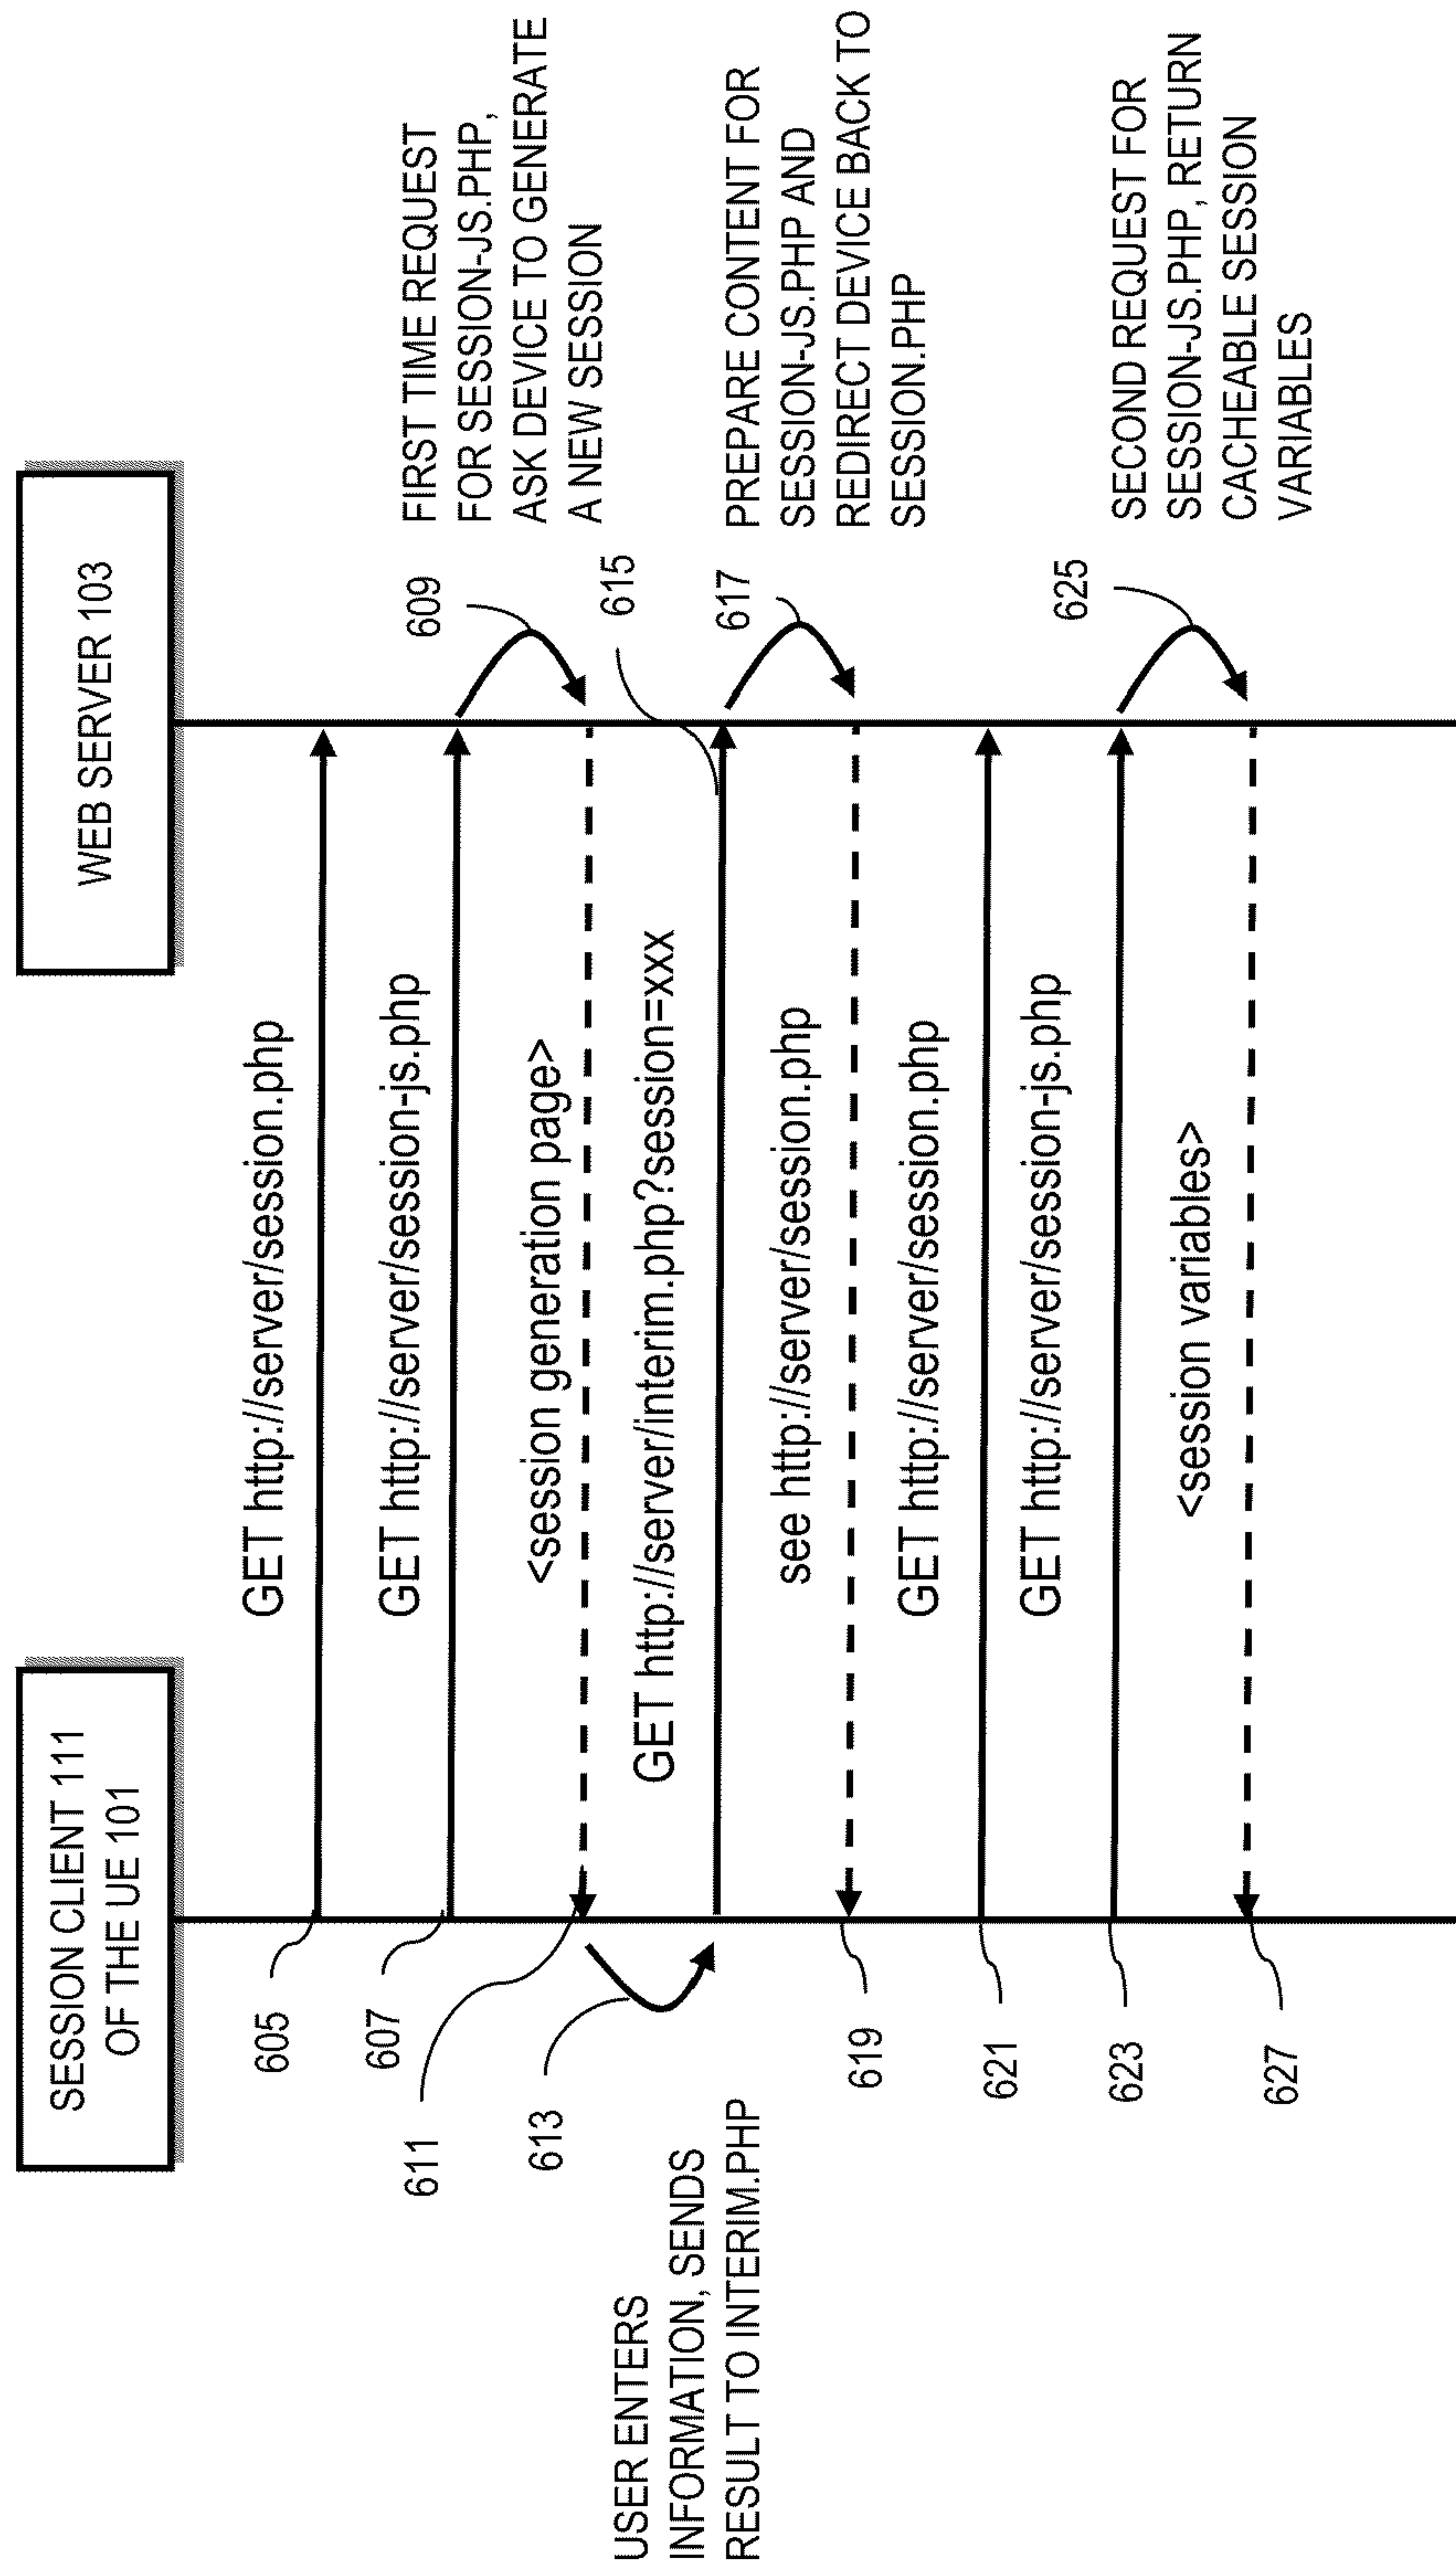 SESSION CLIENT 111
OF THE UE 101
WEB SERVER 103
GET http://server/session.php
605
GET http://server/session-js.php
607
609
FIRST TIME REQUEST
FOR SESSION-JS.PHP,
ASK DEVICE TO GENERATE
A NEW SESSION
<session generation page>
611
613
USER ENTERS
INFORMATION, SENDS
RESULT TO INTERIM.PHP
GET http://server/interim.php?session=xxx
615
617
PREPARE CONTENT FOR
SESSION-JS.PHP AND
REDIRECT DEVICE BACK TO
SESSION.PHP
see http://server/session.php
619
GET http://server/session.php
621
GET http://server/session-js.php
623
625
SECOND REQUEST FOR
SESSION-JS.PHP, RETURN
CACHEABLE SESSION
VARIABLES
<session variables>
627